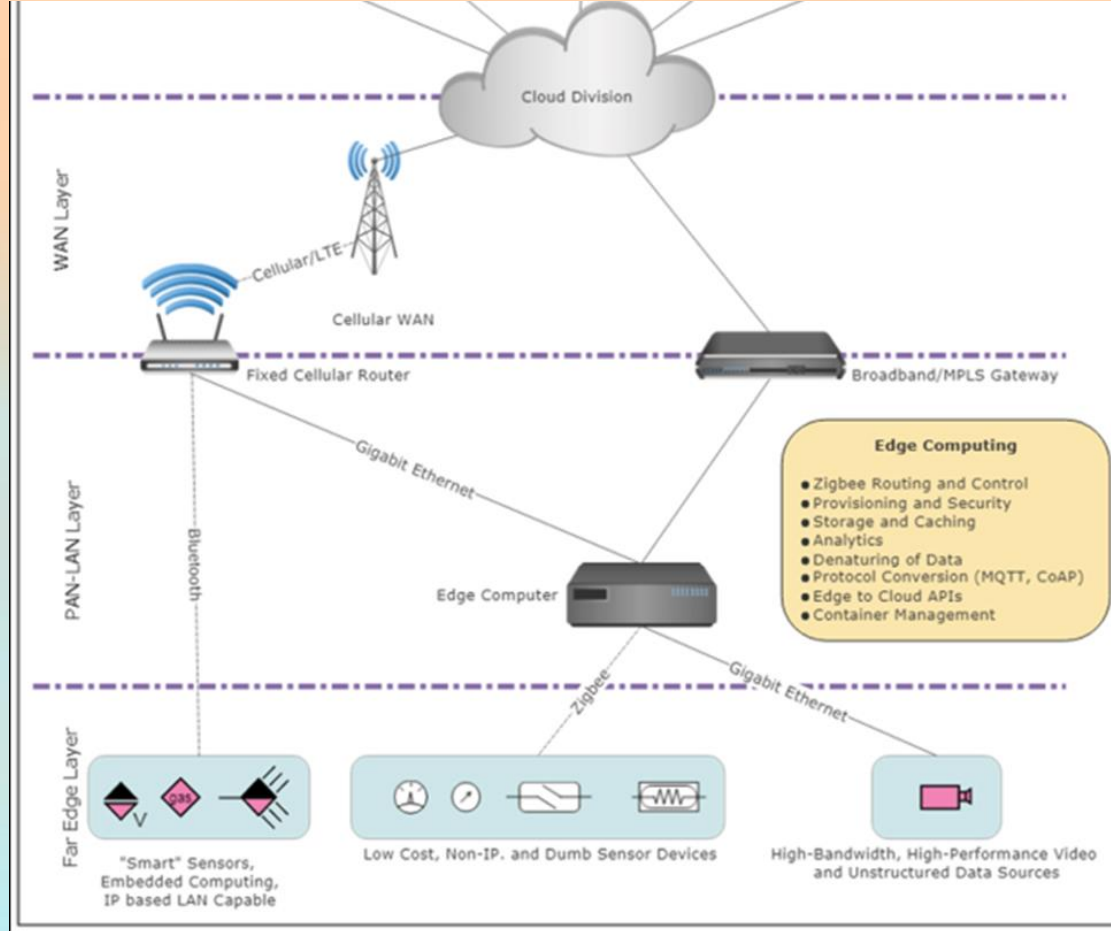 Cloud Division
WAN Layer
Cellular/LTE
Cellular WAN
Fixed Cellular Router
Broadband/MPLS Gateway
Gigabit Ethernet
Edge Computing
● Zigbee Routing and Control
● Provisioning and Security
● Storage and Caching
● Analytics
● Denaturing of Data
● Protocol Conversion (MQTT, CoAP)
● Edge to Cloud APIs
● Container Management
PAN-LAN Layer
Bluetooth
Edge Computer
Zigbee
Gigabit Ethernet
Far Edge Layer
gas
V
"Smart" Sensors,
Embedded Computing,
IP based LAN Capable
Low Cost, Non-IP. and Dumb Sensor Devices
High-Bandwidth, High-Performance Video
and Unstructured Data Sources